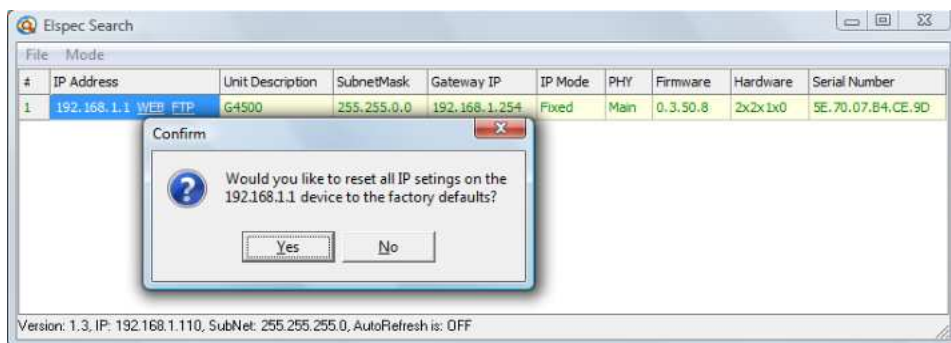 Elspec Search
File Mode
# IP Address Unit Description SubnetMask Gateway IP IP Mode PHY Firmware Hardware Serial Number
1 192.168.1.1 WEB FTP G4500 255.255.0.0 192.168.1.254 Fixed Main 0.3.50.8 2x2x1x0 5E.70.07.B4.CE.9D
Confirm
Would you like to reset all IP setings on the
192.168.1.1 device to the factory defaults?
Yes No
Version: 1.3, IP: 192.168.1.110, SubNet: 255.255.255.0, AutoRefresh is: OFF